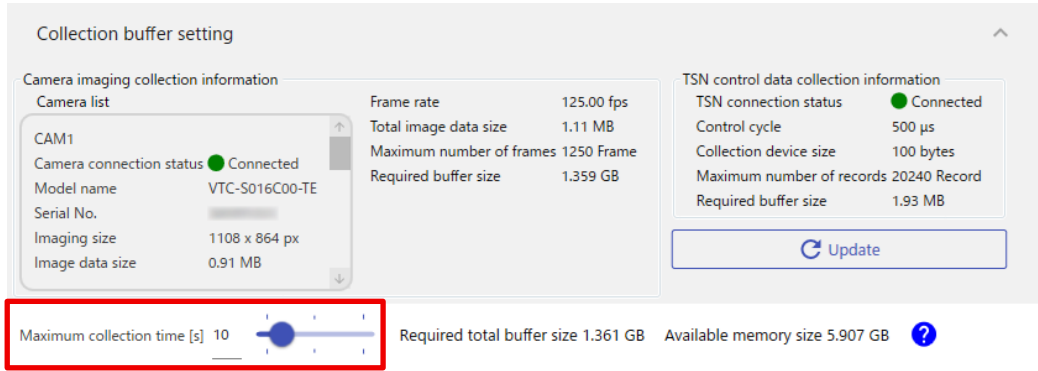 Collection buffer setting
Camera imaging collection information
Camera list
CAM1
Camera connection status Connected
Model name VTC-S016C00-TE
Serial No.
Imaging size 1108 x 864 px
Image data size 0.91 MB
Frame rate 125.00 fps
Total image data size 1.11 MB
Maximum number of frames 1250 Frame
Required buffer size 1.359 GB
TSN control data collection information
TSN connection status Connected
Control cycle 500 μs
Collection device size 100 bytes
Maximum number of records 20240 Record
Required buffer size 1.93 MB
Update
Maximum collection time [s] 10
Required total buffer size 1.361 GB Available memory size 5.907 GB ?